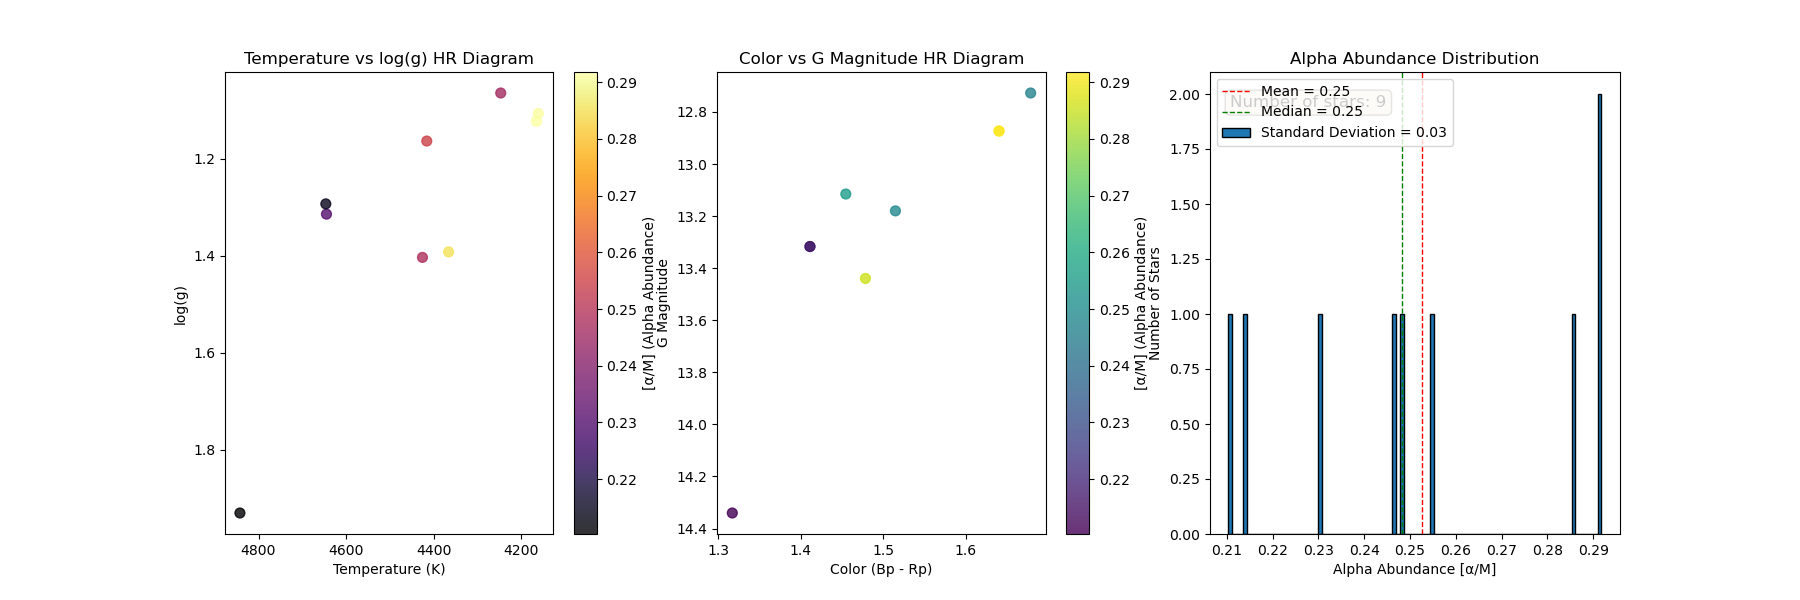 Temperature vs log(g) HR Diagram
log(g)
1.2
1.4
1.6
1.8
4800 4600 4400 4200
Temperature (K)
0.29
0.28
0.27
0.26
0.25
0.24
0.23
0.22
[α/M] (Alpha Abundance)
Color vs G Magnitude HR Diagram
G Magnitude
12.8
13.0
13.2
13.4
13.6
13.8
14.0
14.2
14.4
1.3 1.4 1.5 1.6
Color (Bp - Rp)
0.29
0.28
0.27
0.26
0.25
0.24
0.23
0.22
[α/M] (Alpha Abundance)
Alpha Abundance Distribution
Number of Stars
2.00
1.75
1.50
1.25
1.00
0.75
0.50
0.25
0.00
Number of stars: 9
Mean = 0.25
Median = 0.25
Standard Deviation = 0.03
0.21 0.22 0.23 0.24 0.25 0.26 0.27 0.28 0.29
Alpha Abundance [α/M]